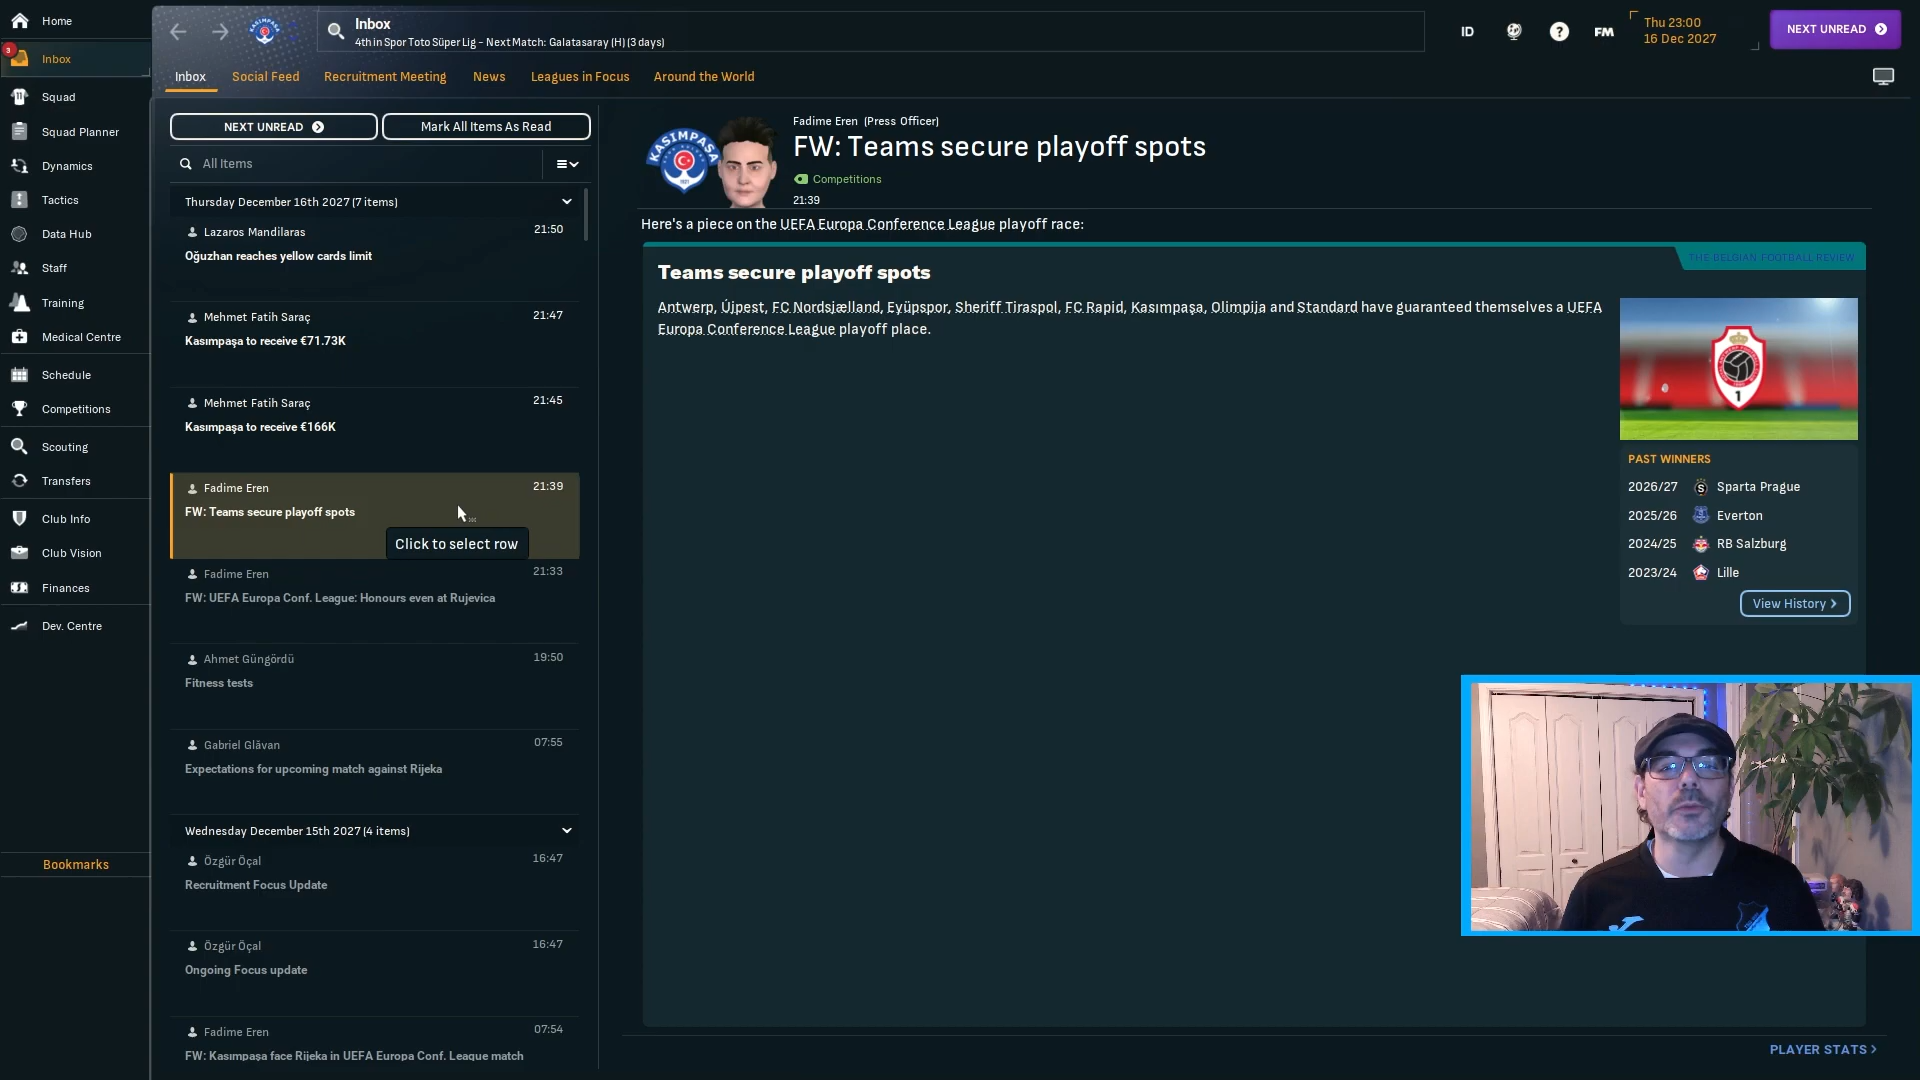 Home
Inbox
3
Squad
Squad Planner
Dynamics
Tactics
Data Hub
Staff
Training
Medical Centre
Schedule
Competitions
Scouting
Transfers
Club Info
Club Vision
Finances
Dev. Centre
Bookmarks
Inbox
4th in Spor Toto Süper Lig - Next Match: Galatasaray (H) (3 days)
ID
FM
Thu 23:00
16 Dec 2027
NEXT UNREAD
Inbox
Social Feed
Recruitment Meeting
News
Leagues in Focus
Around the World
NEXT UNREAD
Mark All Items As Read
All Items
Thursday December 16th 2027 (7 items)
Lazaros Mandilaras 21:50
Oğuzhan reaches yellow cards limit
Mehmet Fatih Saraç 21:47
Kasımpaşa to receive €71.73K
Mehmet Fatih Saraç 21:45
Kasımpaşa to receive €166K
Fadime Eren 21:39
FW: Teams secure playoff spots
Click to select row
Fadime Eren 21:33
FW: UEFA Europa Conf. League: Honours even at Rujevica
Ahmet Güngördü 19:50
Fitness tests
Gabriel Glăvan 07:55
Expectations for upcoming match against Rijeka
Wednesday December 15th 2027 (4 items)
Özgür Öçal 16:47
Recruitment Focus Update
Özgür Öçal 16:47
Ongoing Focus update
Fadime Eren 07:54
FW: Kasımpaşa face Rijeka in UEFA Europa Conf. League match
KASIMPAŞA
Fadime Eren (Press Officer)
FW: Teams secure playoff spots
Competitions
21:39
Here's a piece on the UEFA Europa Conference League playoff race:
THE BELGIAN FOOTBALL REVIEW
Teams secure playoff spots
Antwerp, Újpest, FC Nordsjælland, Eyüpspor, Sheriff Tiraspol, FC Rapid, Kasımpaşa, Olimpija and Standard have guaranteed themselves a UEFA
Europa Conference League playoff place.
1
PAST WINNERS
2026/27 Sparta Prague
2025/26 Everton
2024/25 RB Salzburg
2023/24 Lille
View History
PLAYER STATS